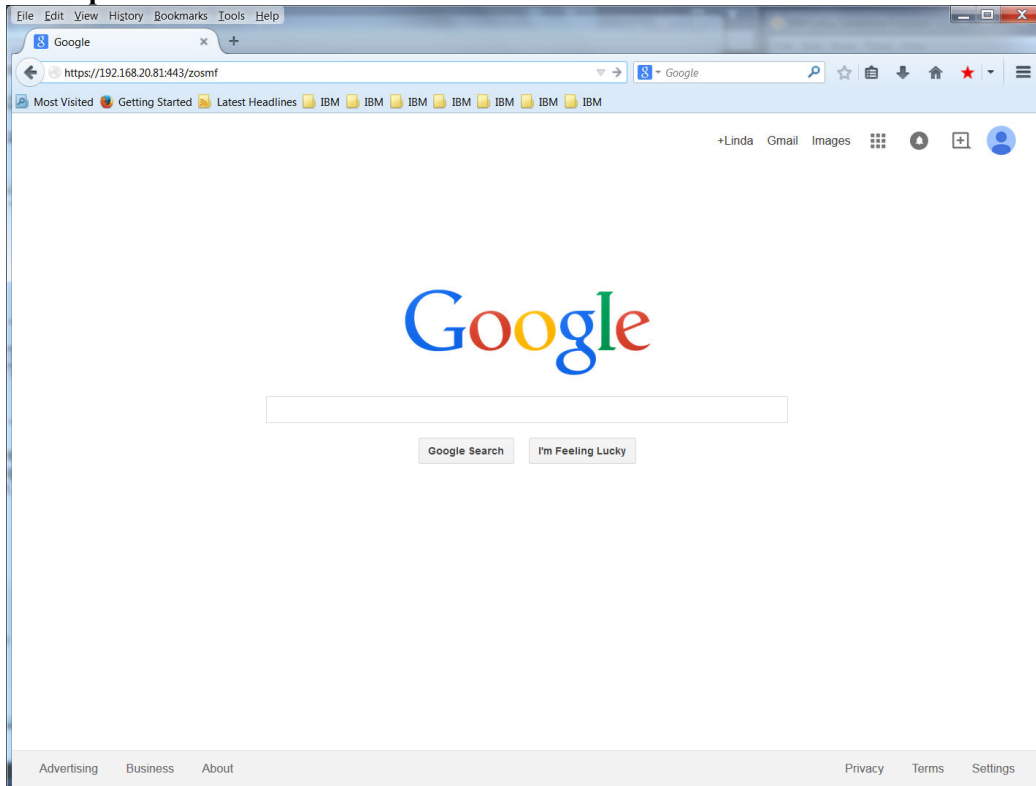 File Edit View History Bookmarks Tools Help
8 Google × +
https://192.168.20.81:443/zosmf 8 Google
Most Visited Getting Started Latest Headlines IBM IBM IBM IBM IBM IBM IBM
+Linda Gmail Images
Google
Google Search I'm Feeling Lucky
Advertising Business About Privacy Terms Settings